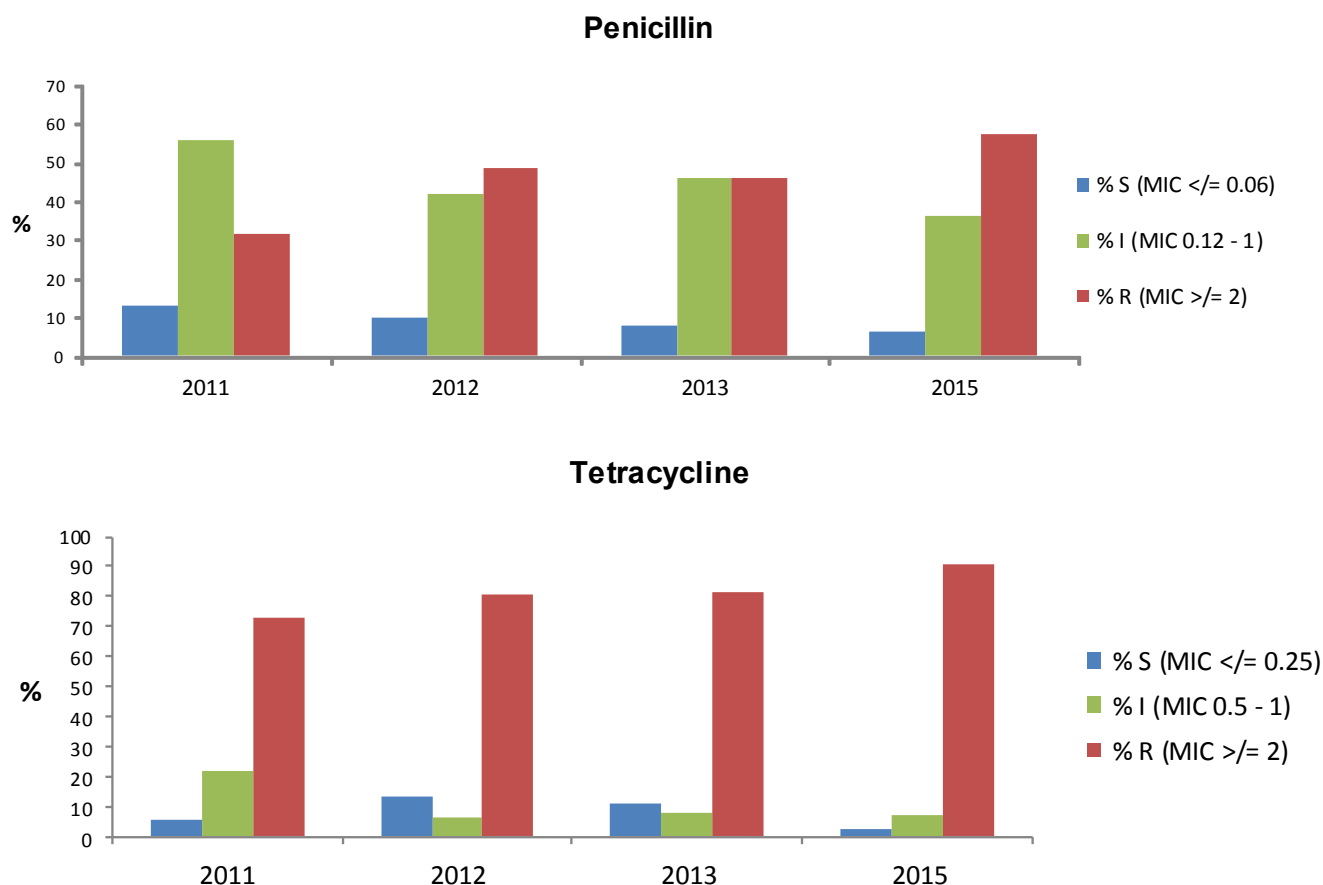 Penicillin
70
60
50
40
30
20
10
0
%
2011 2012 2013 2015
% S (MIC </= 0.06)
% I (MIC 0.12 - 1)
% R (MIC >/= 2)
Tetracycline
100
90
80
70
60
50
40
30
20
10
0
%
2011 2012 2013 2015
% S (MIC </= 0.25)
% I (MIC 0.5 - 1)
% R (MIC >/= 2)